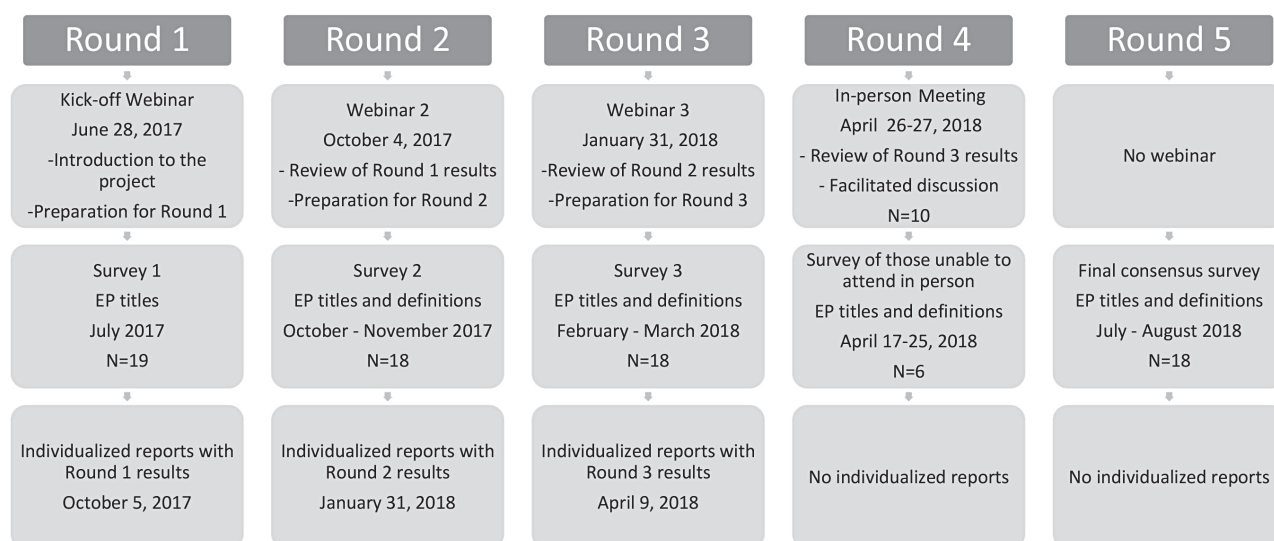 Round 1
Kick-off Webinar
June 28, 2017
-Introduction to the
project
-Preparation for Round 1
Survey 1
EP titles
July 2017
N=19
Individualized reports with
Round 1 results
October 5, 2017
Round 2
Webinar 2
October 4, 2017
- Review of Round 1 results
-Preparation for Round 2
Survey 2
EP titles and definitions
October - November 2017
N=18
Individualized reports with
Round 2 results
January 31, 2018
Round 3
Webinar 3
January 31, 2018
-Review of Round 2 results
-Preparation for Round 3
Survey 3
EP titles and definitions
February - March 2018
N=18
Individualized reports with
Round 3 results
April 9, 2018
Round 4
In-person Meeting
April 26-27, 2018
- Review of Round 3 results
- Facilitated discussion
N=10
Survey of those unable to
attend in person
EP titles and definitions
April 17-25, 2018
N=6
No individualized reports
Round 5
No webinar
Final consensus survey
EP titles and definitions
July - August 2018
N=18
No individualized reports